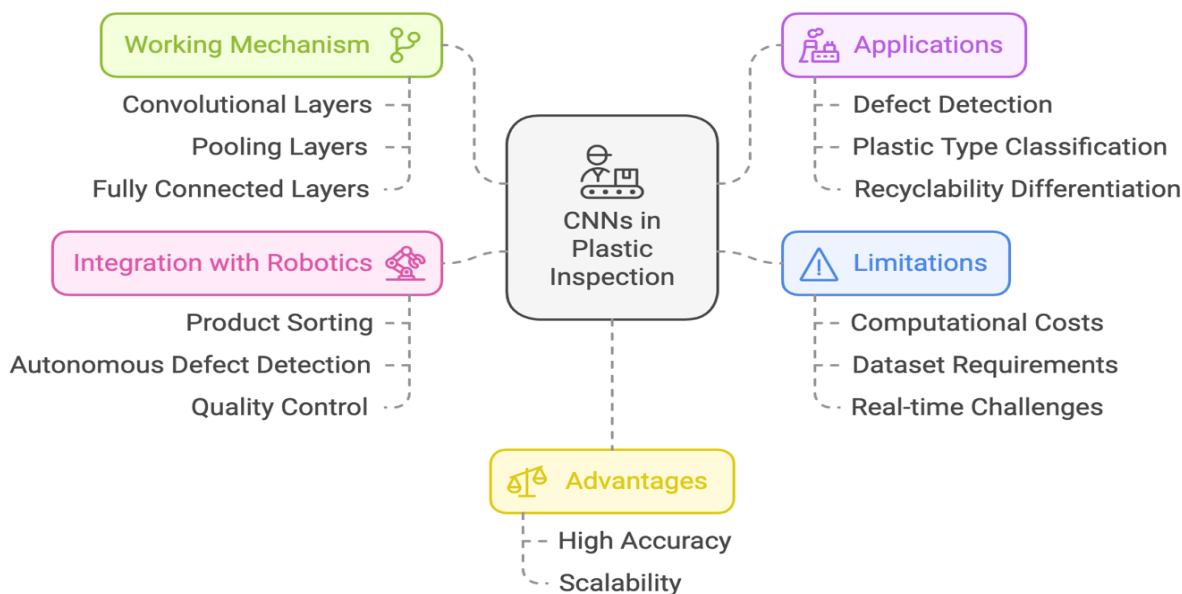 Working Mechanism
Convolutional Layers
Pooling Layers
Fully Connected Layers
Integration with Robotics
Product Sorting
Autonomous Defect Detection
Quality Control
CNNs in
Plastic
Inspection
Applications
Defect Detection
Plastic Type Classification
Recyclability Differentiation
Limitations
Computational Costs
Dataset Requirements
Real-time Challenges
Advantages
High Accuracy
Scalability